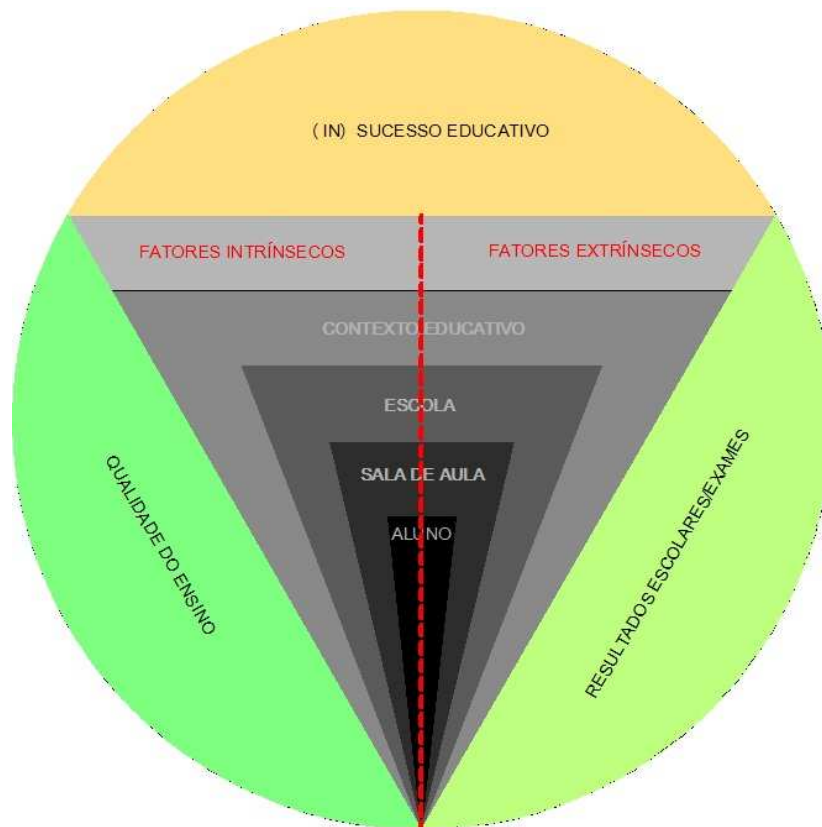 ( IN) SUCESSO EDUCATIVO
FATORES INTRÍNSECOS
FATORES EXTRÍNSECOS
CONTEXTO EDUCATIVO
ESCOLA
SALA DE AULA
ALUNO
QUALIDADE DO ENSINO
RESULTADOS ESCOLARES/EXAMES